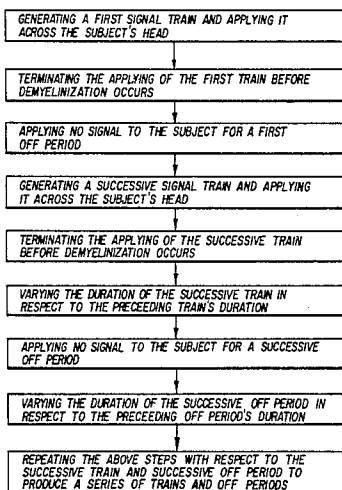 GENERATING A FIRST SIGNAL TRAIN AND APPLYING IT
ACROSS THE SUBJECT'S HEAD
TERMINATING THE APPLYING OF THE FIRST TRAIN BEFORE
DEMYELINIZATION OCCURS
APPLYING NO SIGNAL TO THE SUBJECT FOR A FIRST
OFF PERIOD
GENERATING A SUCCESSIVE SIGNAL TRAIN AND APPLYING
IT ACROSS THE SUBJECT'S HEAD
TERMINATING THE APPLYING OF THE SUCCESSIVE TRAIN
BEFORE DEMYELINIZATION OCCURS
VARYING THE DURATION OF THE SUCCESSIVE TRAIN IN
RESPECT TO THE PRECEEDING TRAIN'S DURATION
APPLYING NO SIGNAL TO THE SUBJECT FOR A SUCCESSIVE
OFF PERIOD
VARYING THE DURATION OF THE SUCCESSIVE OFF PERIOD IN
RESPECT TO THE PRECEEDING OFF PERIOD'S DURATION
REPEATING THE ABOVE STEPS WITH RESPECT TO THE
SUCCESSIVE TRAIN AND SUCCESSIVE OFF PERIOD TO
PRODUCE A SERIES OF TRAINS AND OFF PERIODS